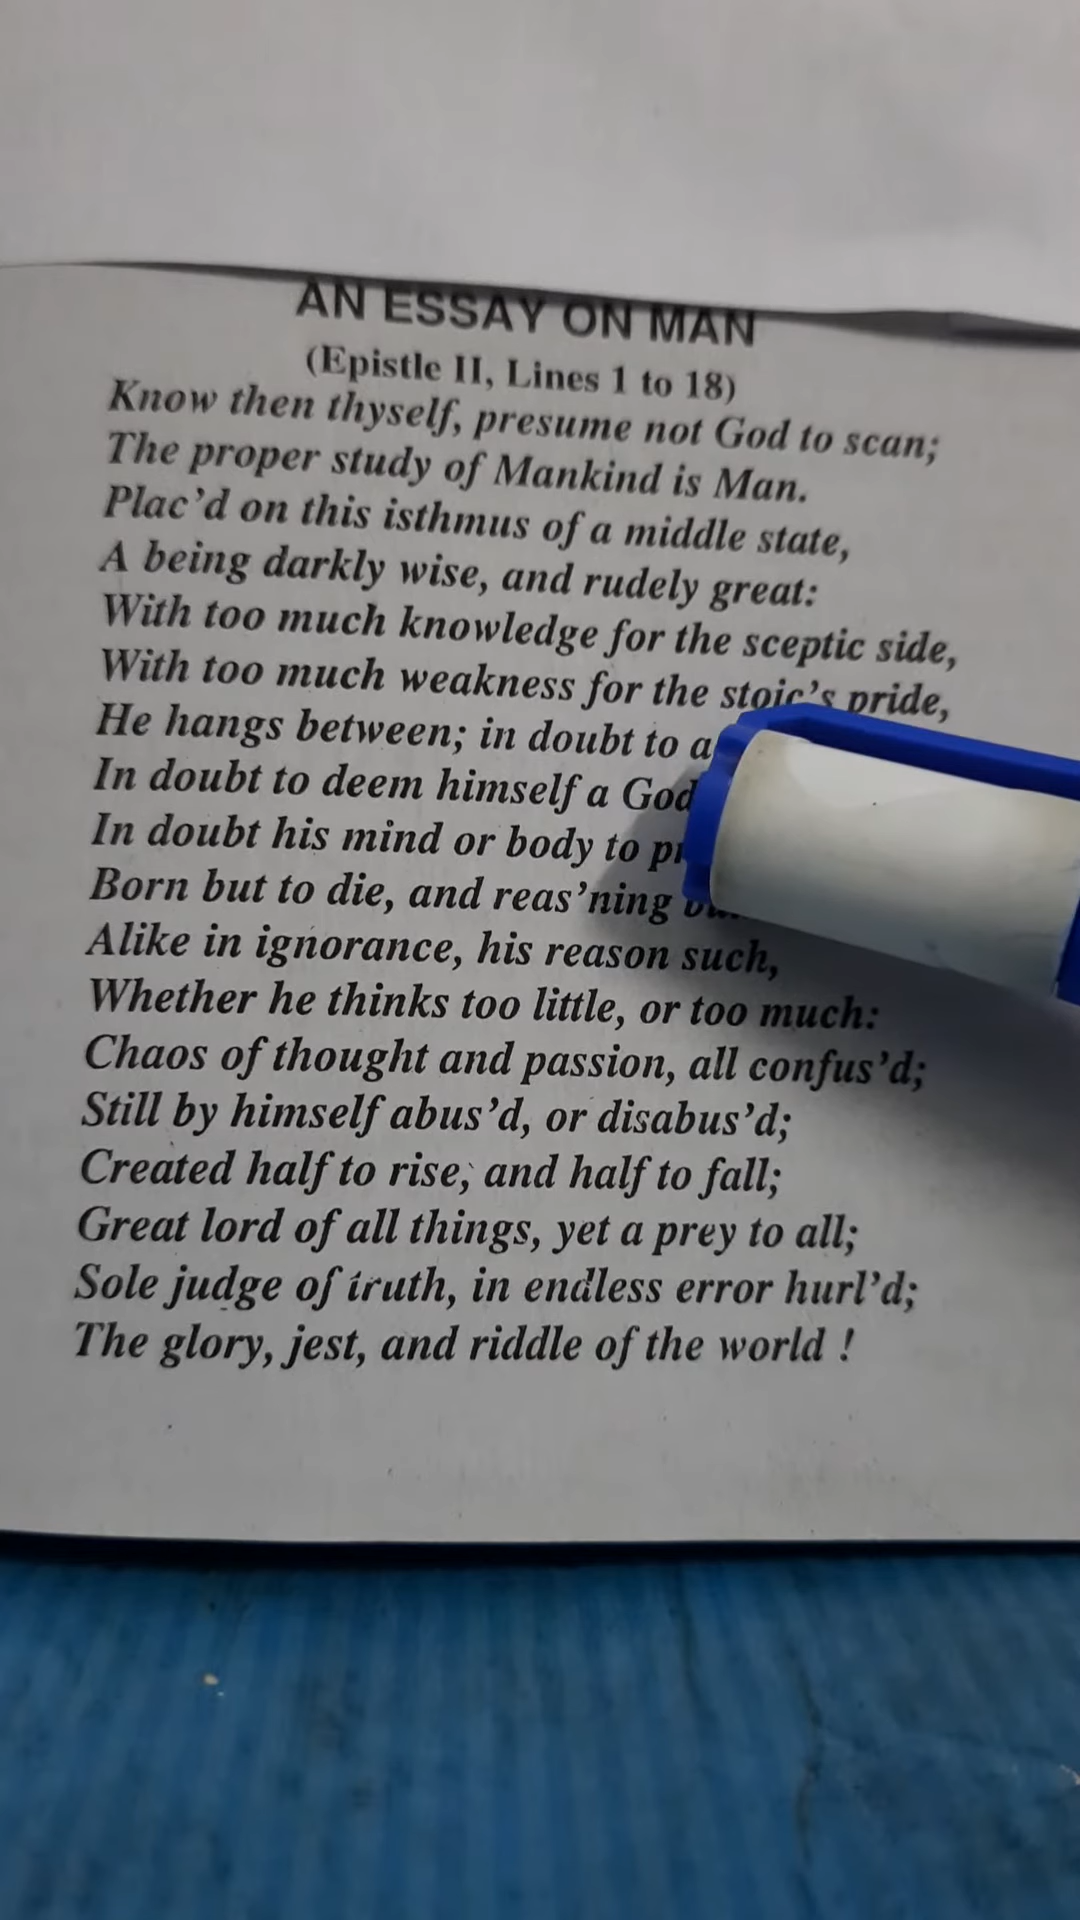 AN ESSAY ON MAN
(Epistle II, Lines 1 to 18)
Know then thyself, presume not God to scan;
The proper study of Mankind is Man.
Plac'd on this isthmus of a middle state,
A being darkly wise, and rudely great:
With too much knowledge for the sceptic side,
With too much weakness for the stoic's pride,
He hangs between; in doubt to
In doubt to deem himself a God
In doubt his mind or body to
Born but to die, and reas'ning
Alike in ignorance, his reason such,
Whether he thinks too little, or too much:
Chaos of thought and passion, all confus'd;
Still by himself abus'd, or disabus'd;
Created half to rise, and half to fall;
Great lord of all things, yet a prey to all;
Sole judge of truth, in endless error hurl'd;
The glory, jest, and riddle of the world !